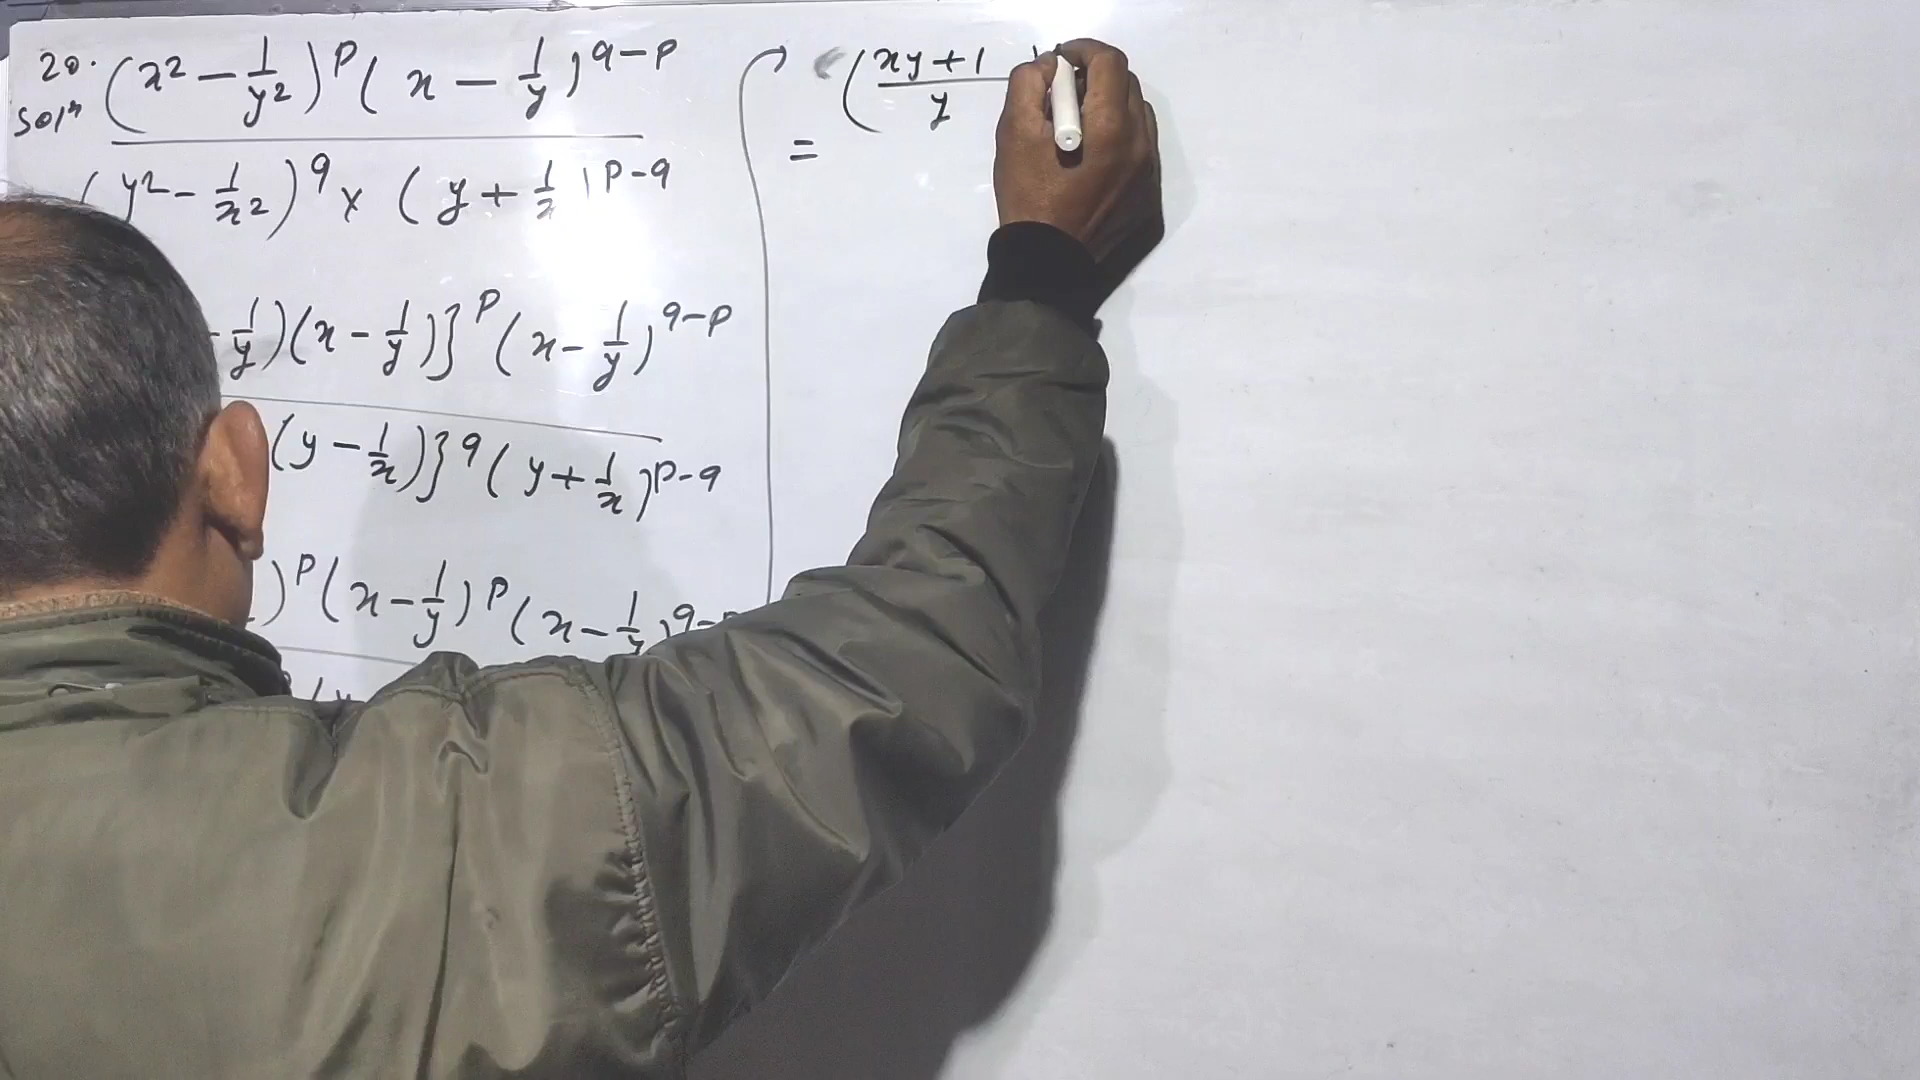 20. (x² - 1/y²)^p (x - 1/y)^q-p
Solⁿ
(y² - 1/x²)^q × (y + 1/x)^p-q
- 1/y)(x - 1/y)}^p (x - 1/y)^q-p
(y - 1/x)}^q (y + 1/x)^p-q
)^p (x - 1/y)^p (x - 1/y)^q-
= (xy+1/y